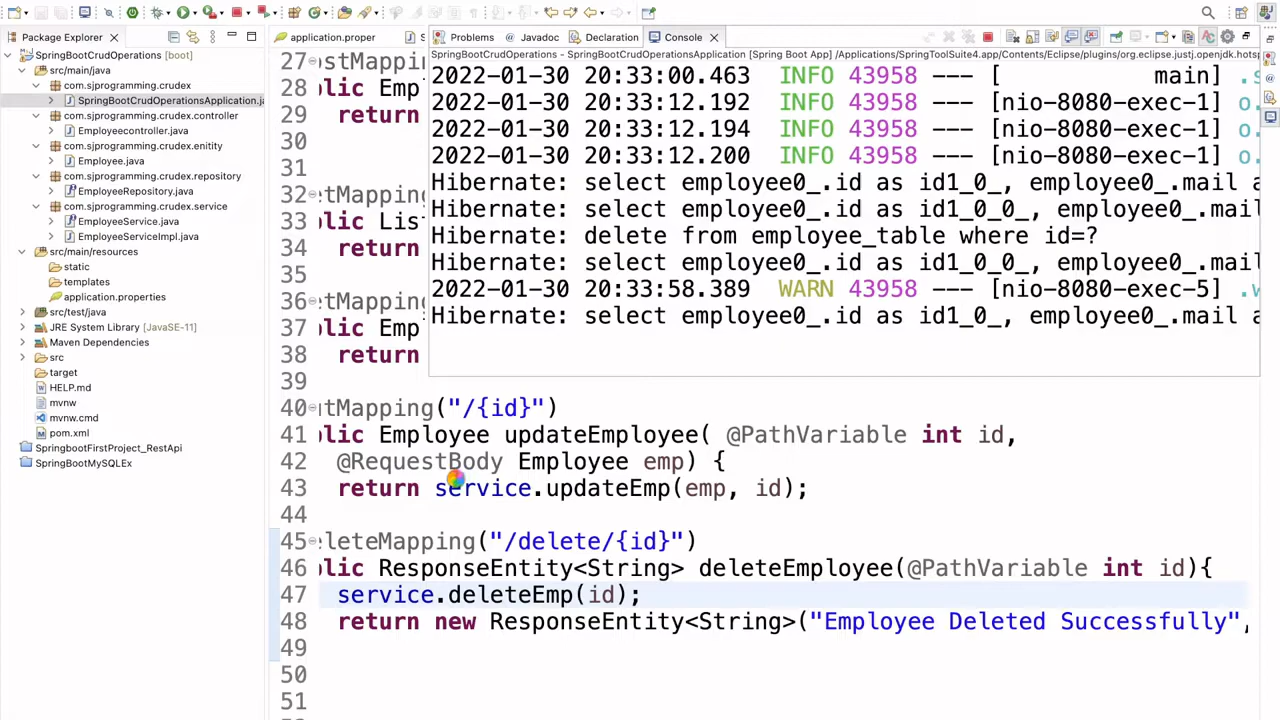 Package Explorer
SpringBootCrudOperations [boot]
src/main/java
com.sjprogramming.crudex
SpringBootCrudOperationsApplication.ja
com.sjprogramming.crudex.controller
Employeecontroller.java
com.sjprogramming.crudex.enitity
Employee.java
com.sjprogramming.crudex.repository
EmployeeRepository.java
com.sjprogramming.crudex.service
EmployeeService.java
EmployeeServiceImpl.java
src/main/resources
static
templates
application.properties
src/test/java
JRE System Library [JavaSE-11]
Maven Dependencies
src
target
HELP.md
mvnw
mvnw.cmd
pom.xml
SpringbootFirstProject_RestApi
SpringBootMySQLEx
application.proper
Problems Javadoc Declaration Console
SpringBootCrudOperations - SpringBootCrudOperationsApplication [Spring Boot App] /Applications/SpringToolSuite4.app/Contents/Eclipse/plugins/org.eclipse.justj.openjdk.hotsp
2022-01-30 20:33:00.463 INFO 43958 --- [ main] .s
2022-01-30 20:33:12.192 INFO 43958 --- [nio-8080-exec-1] o.
2022-01-30 20:33:12.194 INFO 43958 --- [nio-8080-exec-1] o.
2022-01-30 20:33:12.200 INFO 43958 --- [nio-8080-exec-1] o.
Hibernate: select employee0_.id as id1_0_, employee0_.mail a
Hibernate: select employee0_.id as id1_0_0_, employee0_.mail
Hibernate: delete from employee_table where id=?
Hibernate: select employee0_.id as id1_0_0_, employee0_.mail
2022-01-30 20:33:58.389 WARN 43958 --- [nio-8080-exec-5] .w
Hibernate: select employee0_.id as id1_0_, employee0_.mail a
27 stMapping
28 blic Emp
29 return
30
31
32 tMapping
33 blic Lis
34 return
35
36 tMapping
37 blic Emp
38 return
39
40 tMapping("/{id}")
41 blic Employee updateEmployee( @PathVariable int id,
42 @RequestBody Employee emp) {
43 return service.updateEmp(emp, id);
44
45 leteMapping("/delete/{id}")
46 blic ResponseEntity<String> deleteEmployee(@PathVariable int id){
47 service.deleteEmp(id);
48 return new ResponseEntity<String>("Employee Deleted Successfully",
49
50
51